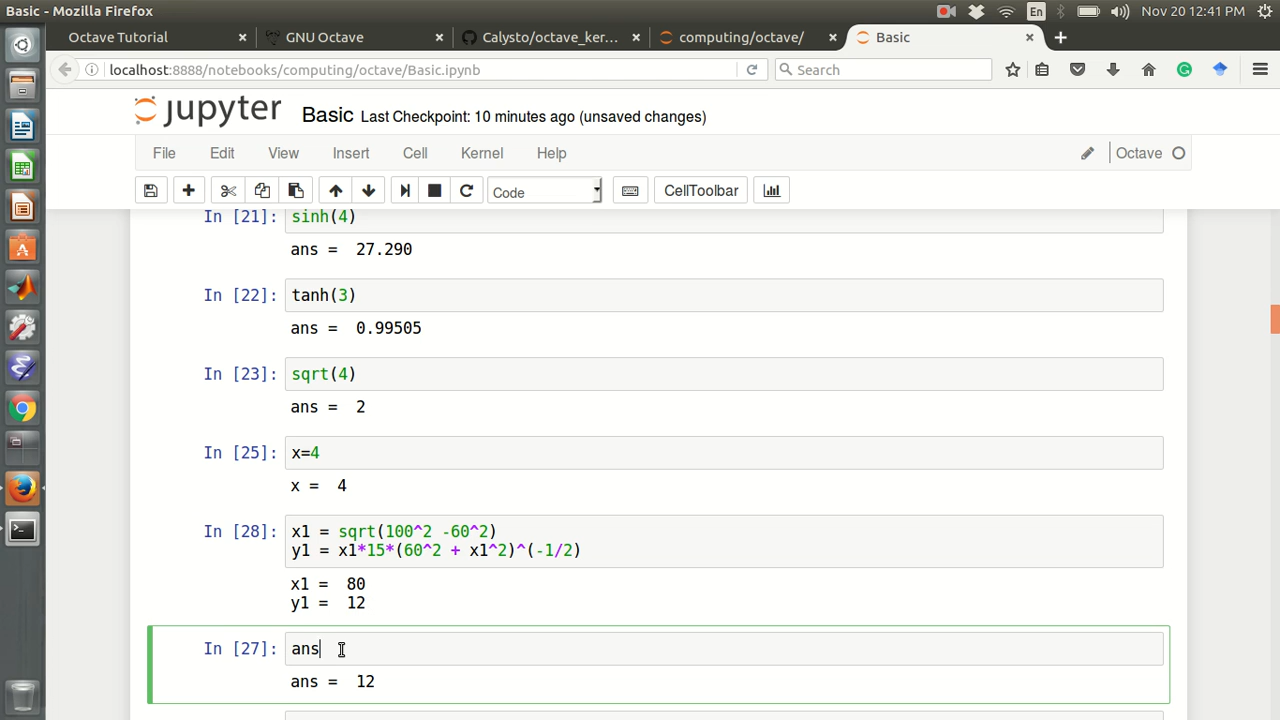 Basic - Mozilla Firefox
En
Nov 20 12:41 PM
Octave Tutorial
GNU Octave
Calysto/octave_ker...
computing/octave/
Basic
localhost:8888/notebooks/computing/octave/Basic.ipynb
Search
jupyter Basic Last Checkpoint: 10 minutes ago (unsaved changes)
File Edit View Insert Cell Kernel Help
Octave
Code
CellToolbar
In [21]: sinh(4)
ans = 27.290
In [22]: tanh(3)
ans = 0.99505
In [23]: sqrt(4)
ans = 2
In [25]: x=4
x = 4
In [28]: x1 = sqrt(100^2 -60^2)
y1 = x1*15*(60^2 + x1^2)^(-1/2)
x1 = 80
y1 = 12
In [27]: ans
ans = 12